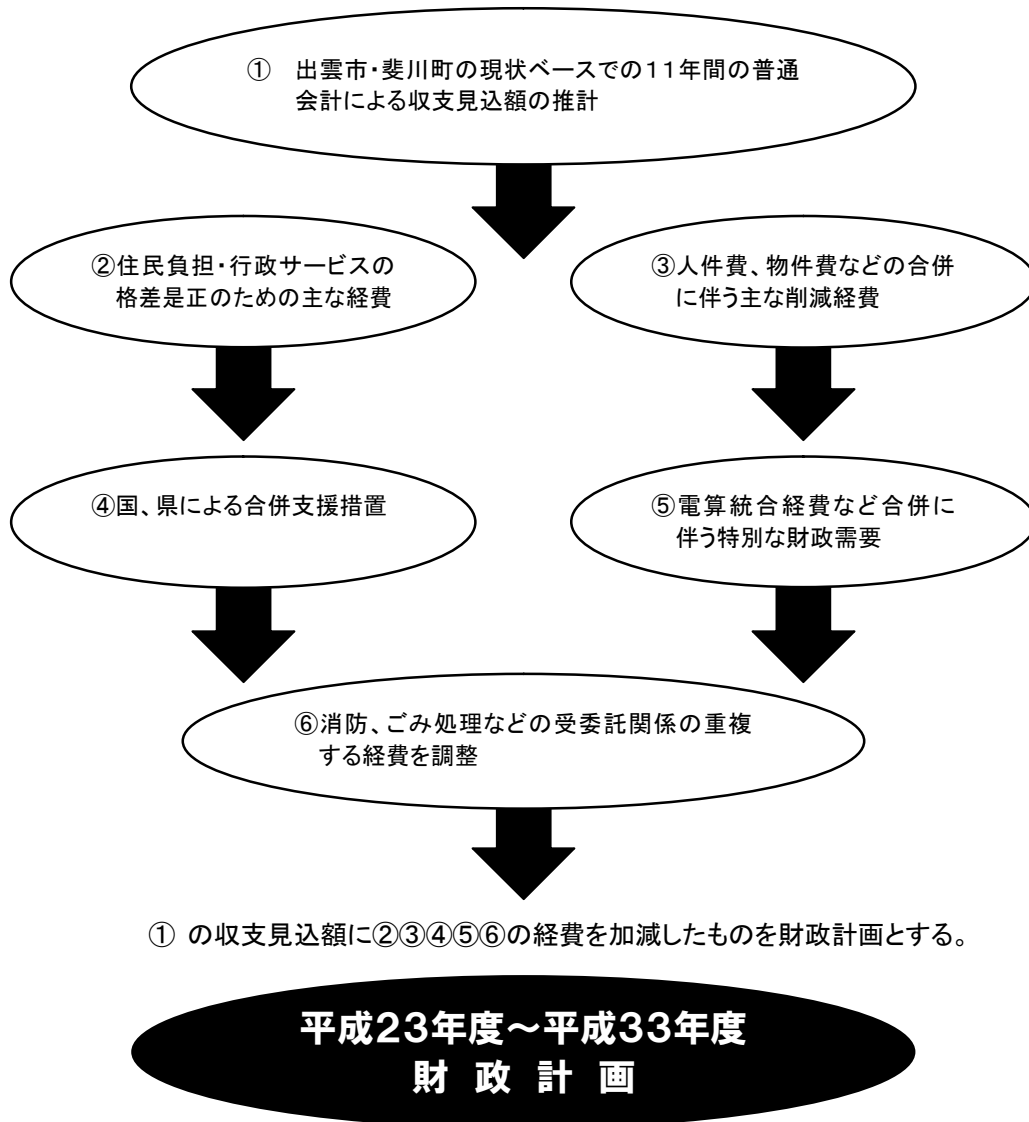 ① 出雲市・斐川町の現状ベースでの11年間の普通
会計による収支見込額の推計
②住民負担・行政サービスの
格差是正のための主な経費
③人件費、物件費などの合併
に伴う主な削減経費
④国、県による合併支援措置
⑤電算統合経費など合併に
伴う特別な財政需要
⑥消防、ごみ処理などの受委託関係の重複
する経費を調整
① の収支見込額に②③④⑤⑥の経費を加減したものを財政計画とする。
平成23年度～平成33年度
財 政 計 画